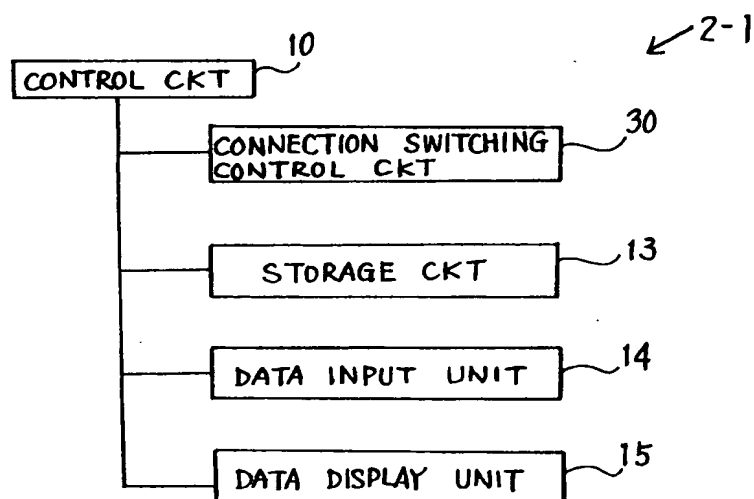 2-1
10
CONTROL CKT
30
CONNECTION SWITCHING
CONTROL CKT
13
STORAGE CKT
14
DATA INPUT UNIT
15
DATA DISPLAY UNIT